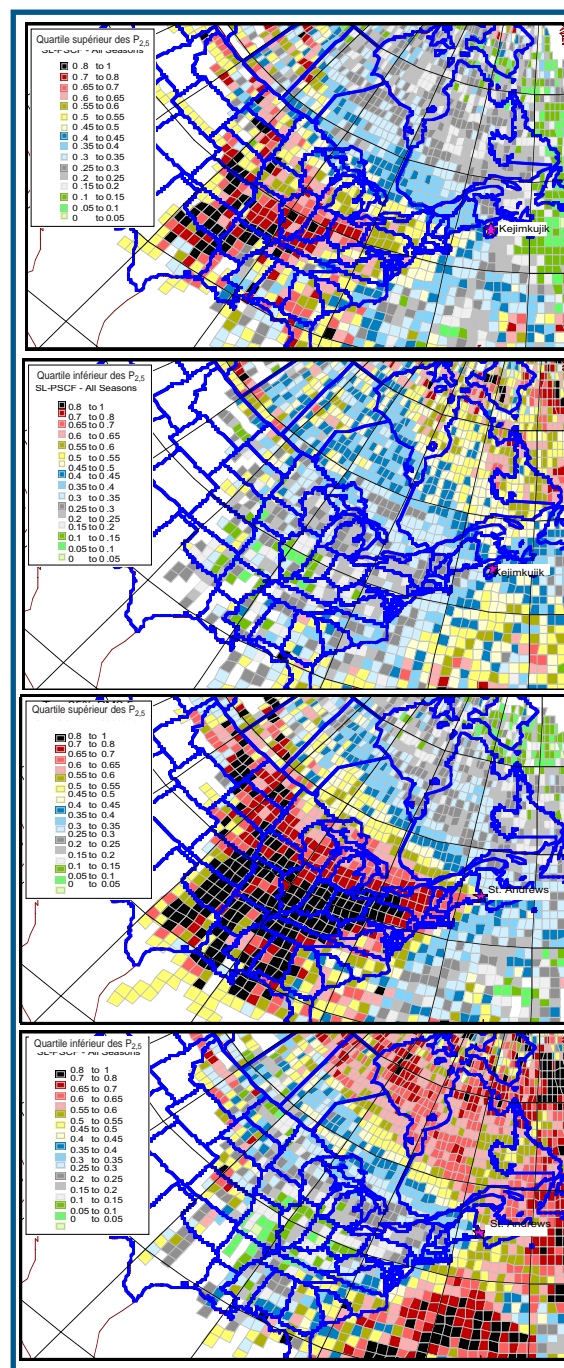 Quartile supérieur des P2,5
SL-PSCF - All Seasons
0.8 to 1
0.7 to 0.8
0.65 to 0.7
0.6 to 0.65
0.55 to 0.6
0.5 to 0.55
0.45 to 0.5
0.4 to 0.45
0.35 to 0.4
0.3 to 0.35
0.25 to 0.3
0.2 to 0.25
0.15 to 0.2
0.1 to 0.15
0.05 to 0.1
0 to 0.05
Kejimkujik
Quartile inférieur des P2,5
SL-PSCF - All Seasons
0.8 to 1
0.7 to 0.8
0.65 to 0.7
0.6 to 0.65
0.55 to 0.6
0.5 to 0.55
0.45 to 0.5
0.4 to 0.45
0.35 to 0.4
0.3 to 0.35
0.25 to 0.3
0.2 to 0.25
0.15 to 0.2
0.1 to 0.15
0.05 to 0.1
0 to 0.05
Kejimkujik
Quartile supérieur des P2,5
0.8 to 1
0.7 to 0.8
0.65 to 0.7
0.6 to 0.65
0.55 to 0.6
0.5 to 0.55
0.45 to 0.5
0.4 to 0.45
0.35 to 0.4
0.3 to 0.35
0.25 to 0.3
0.2 to 0.25
0.15 to 0.2
0.1 to 0.15
0.05 to 0.1
0 to 0.05
St. Andrews
Quartile inférieur des P2,5
SL-PSCF - All Seasons
0.8 to 1
0.7 to 0.8
0.65 to 0.7
0.6 to 0.65
0.55 to 0.6
0.5 to 0.55
0.45 to 0.5
0.4 to 0.45
0.35 to 0.4
0.3 to 0.35
0.25 to 0.3
0.2 to 0.25
0.15 to 0.2
0.1 to 0.15
0.05 to 0.1
0 to 0.05
St. Andrews